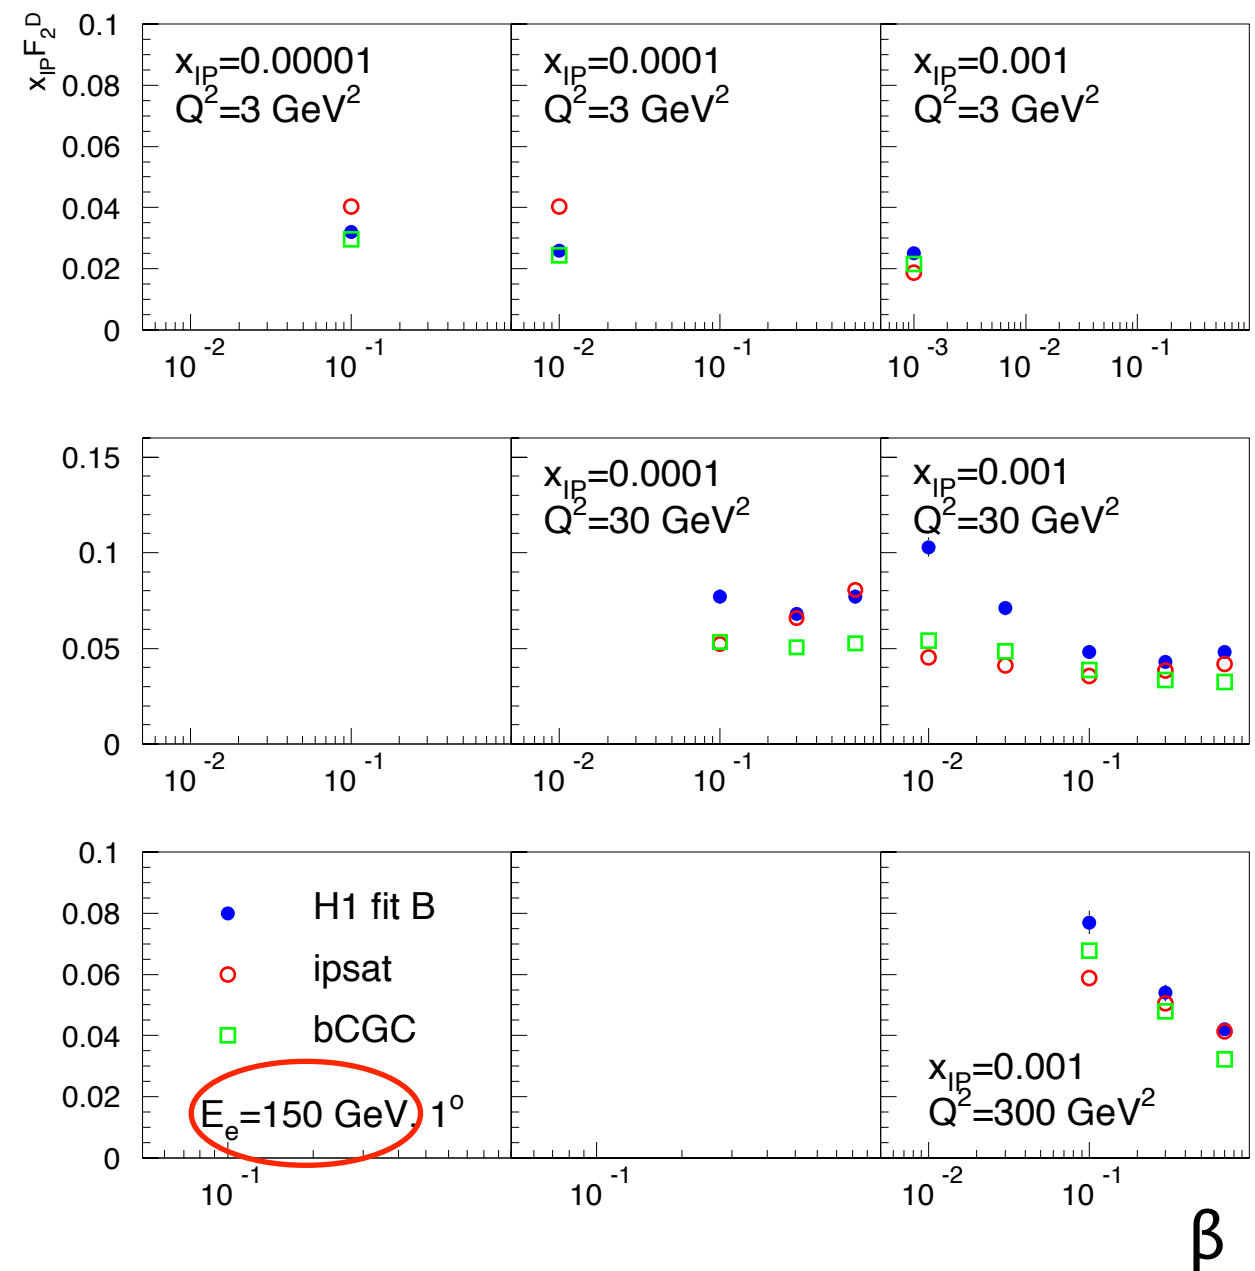 x_IP F_2^D
0.1
0.08
0.06
0.04
0.02
0
x_IP=0.00001
Q^2=3 GeV^2
x_IP=0.0001
Q^2=3 GeV^2
x_IP=0.001
Q^2=3 GeV^2
10^-2 10^-1 10^-2 10^-1 10^-3 10^-2 10^-1
0.15
0.1
0.05
0
x_IP=0.0001
Q^2=30 GeV^2
x_IP=0.001
Q^2=30 GeV^2
10^-2 10^-1 10^-2 10^-1 10^-2 10^-1
0.1
0.08
0.06
0.04
0.02
0
H1 fit B
ipsat
bCGC
E_e=150 GeV. 1^o
x_IP=0.001
Q^2=300 GeV^2
10^-1 10^-1 10^-2 10^-1
β